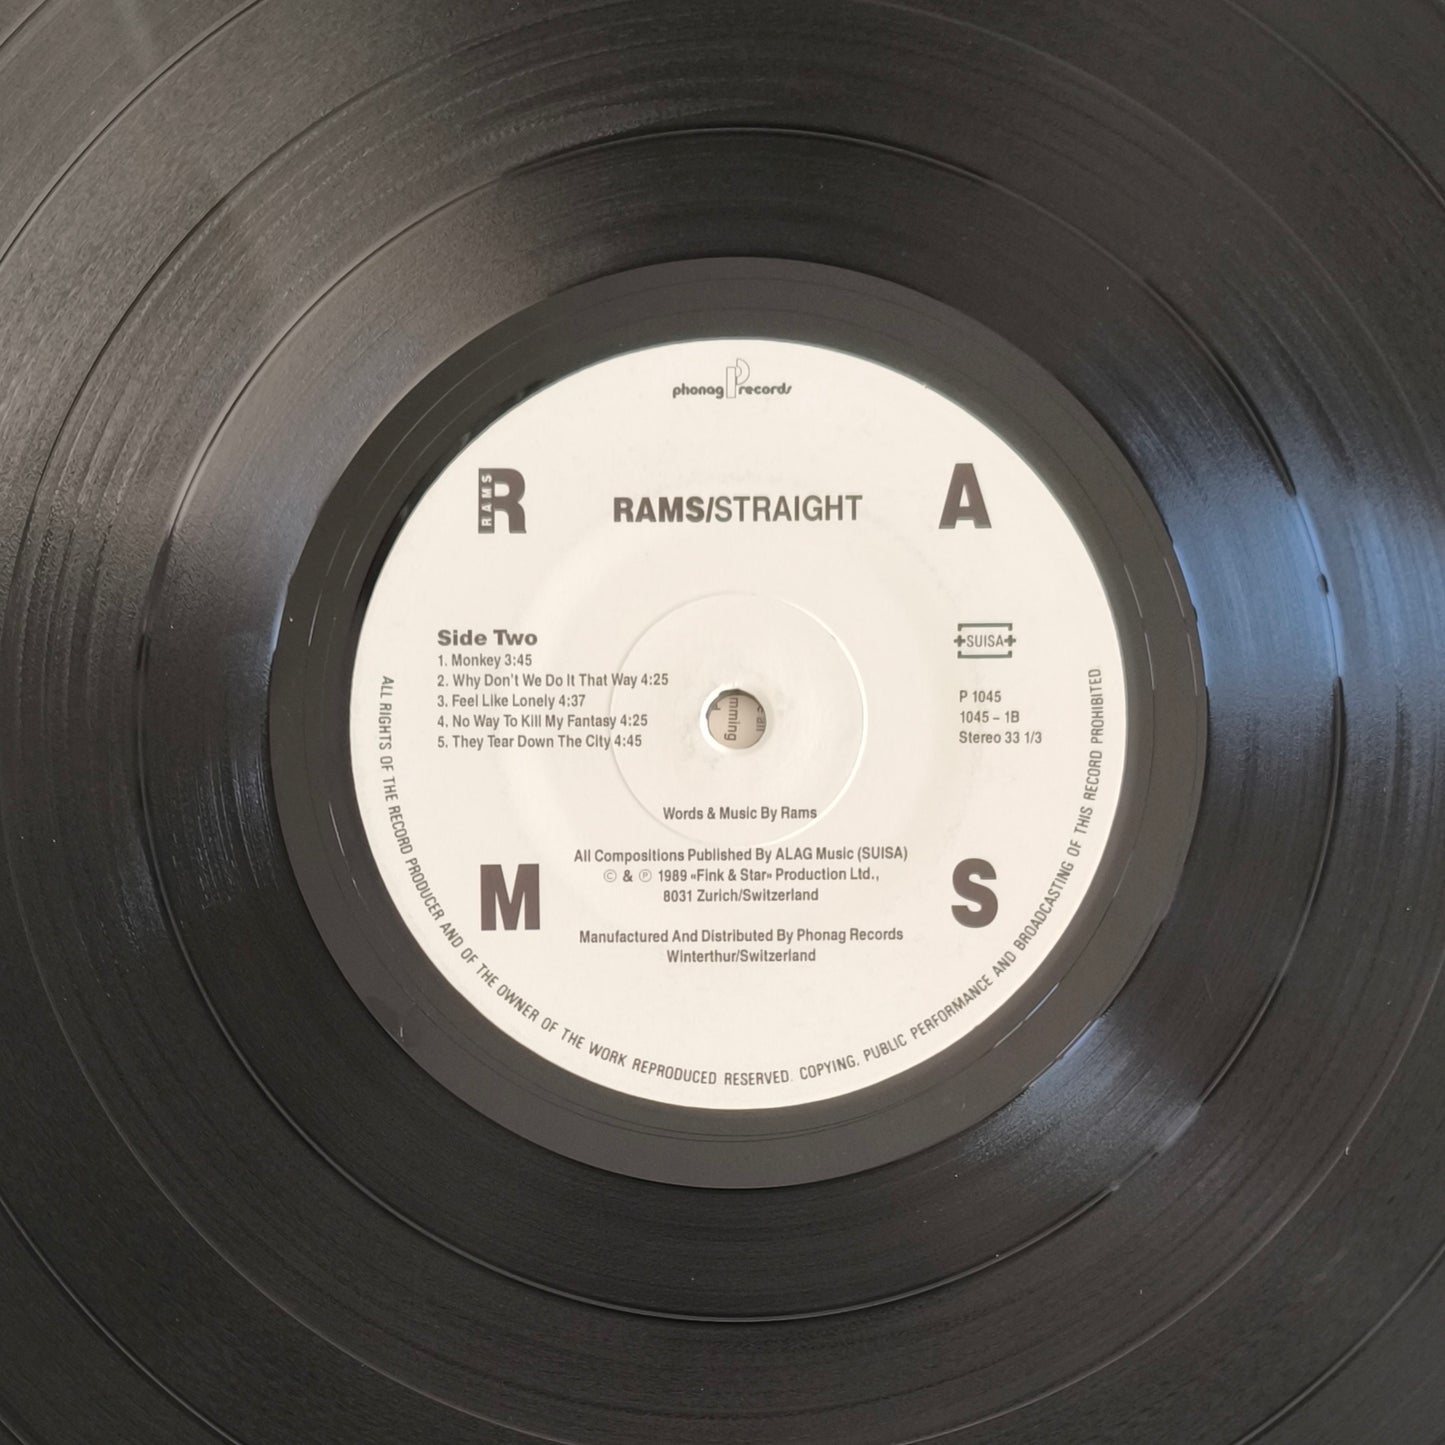 phonag records
R A
RAMS
RAMS/STRAIGHT
Side Two
1. Monkey 3:45
2. Why Don't We Do It That Way 4:25
3. Feel Like Lonely 4:37
4. No Way To Kill My Fantasy 4:25
5. They Tear Down The City 4:45
SUISA
P 1045
1045 – 1B
Stereo 33 1/3
mming
Words & Music By Rams
All Compositions Published By ALAG Music (SUISA)
© & ℗ 1989 «Fink & Star» Production Ltd.,
8031 Zurich/Switzerland
M S
Manufactured And Distributed By Phonag Records
Winterthur/Switzerland
ALL RIGHTS OF THE RECORD PRODUCER AND OF THE OWNER OF THE WORK REPRODUCED RESERVED. COPYING, PUBLIC PERFORMANCE AND BROADCASTING OF THIS RECORD PROHIBITED.